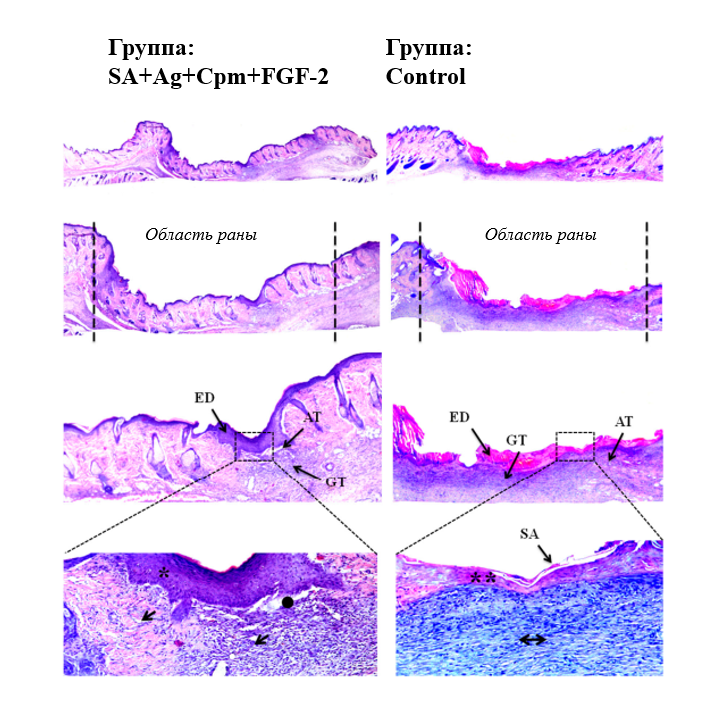 Группа:
SA+Ag+Cpm+FGF-2
Группа:
Control
Область раны
Область раны
ED
AT
GT
ED
GT
AT
SA
*
**